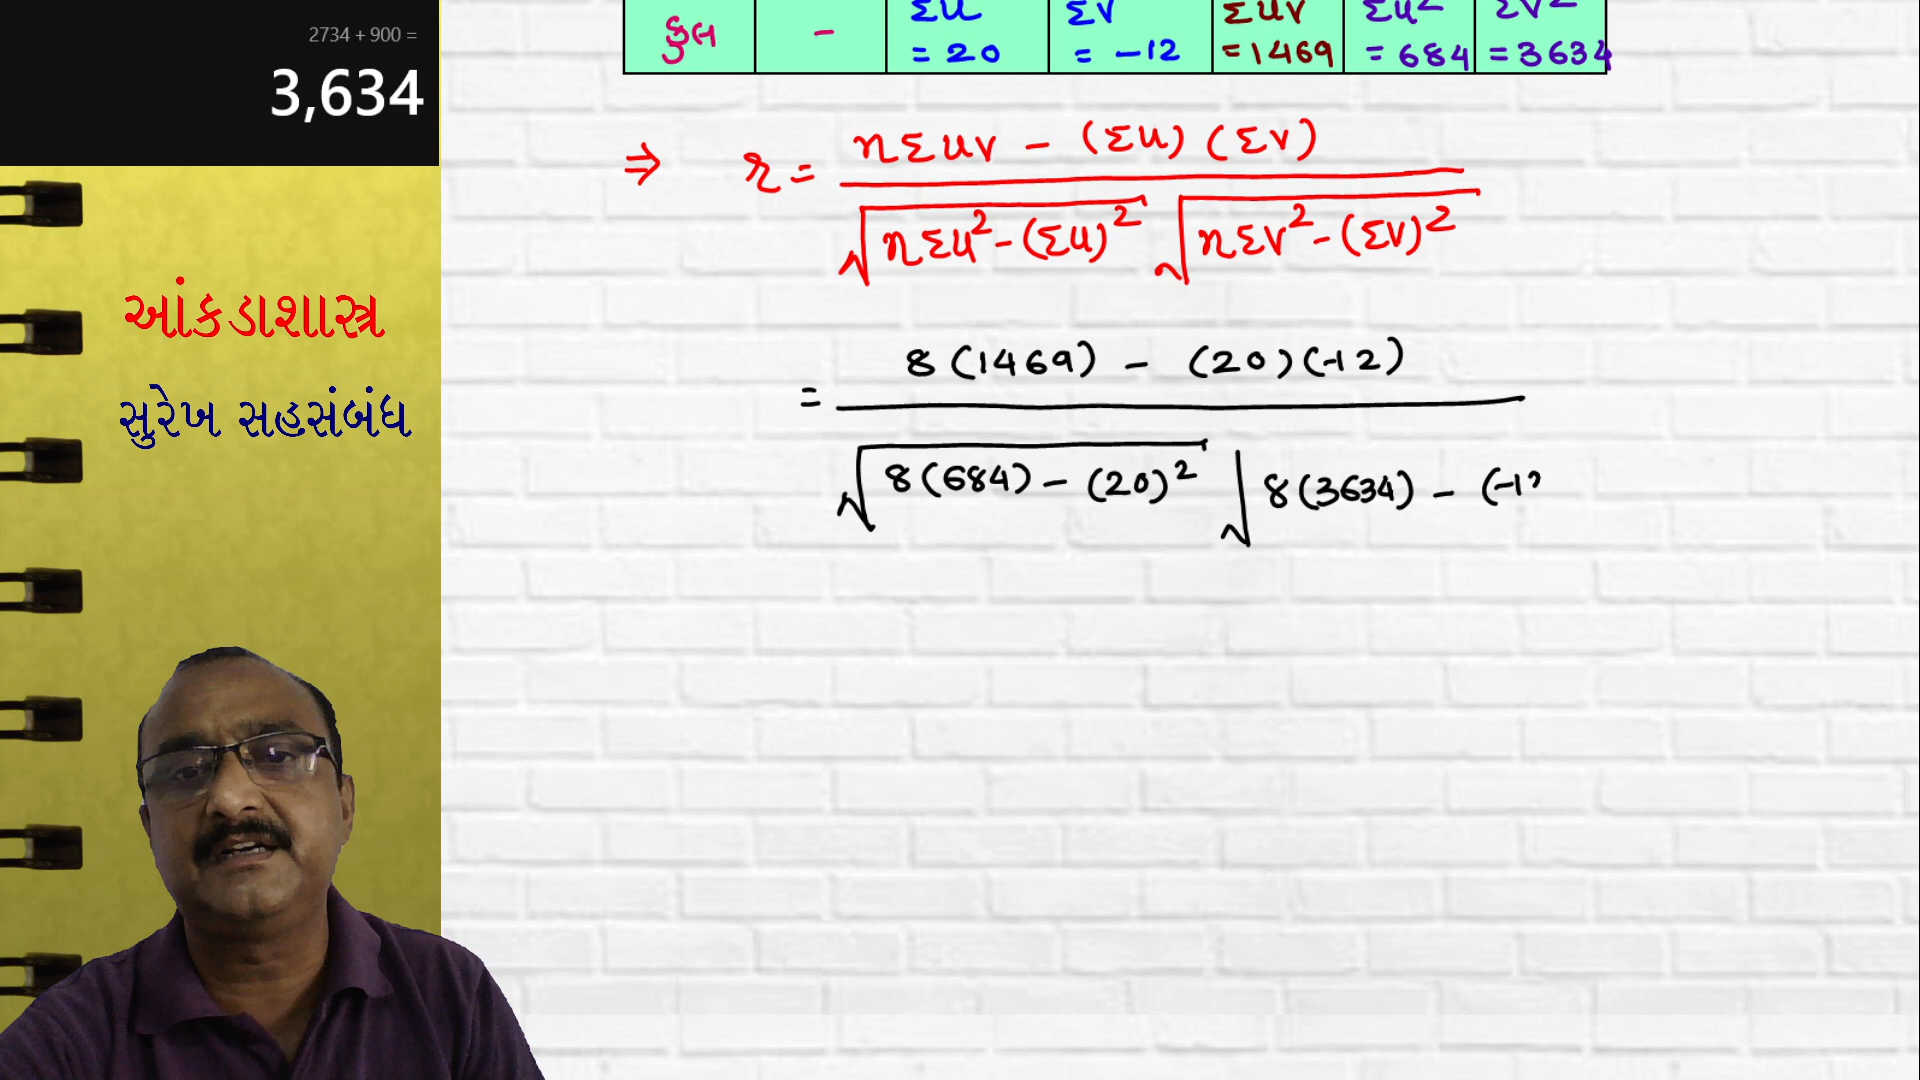 2734 + 900 =
3,634
આંકડાશાસ્ત્ર
સુરેખ સહસંબંધ
કુલ - Σu = 20 Σv = -12 Σuv = 1469 Σu² = 684 Σv² = 3634
⇒ r = nΣuv - (Σu) (Σv)
√nΣu² - (Σu)² √nΣv² - (Σv)²
= 8 (1469) - (20) (-12)
√8(684) - (20)² √8(3634) - (-1